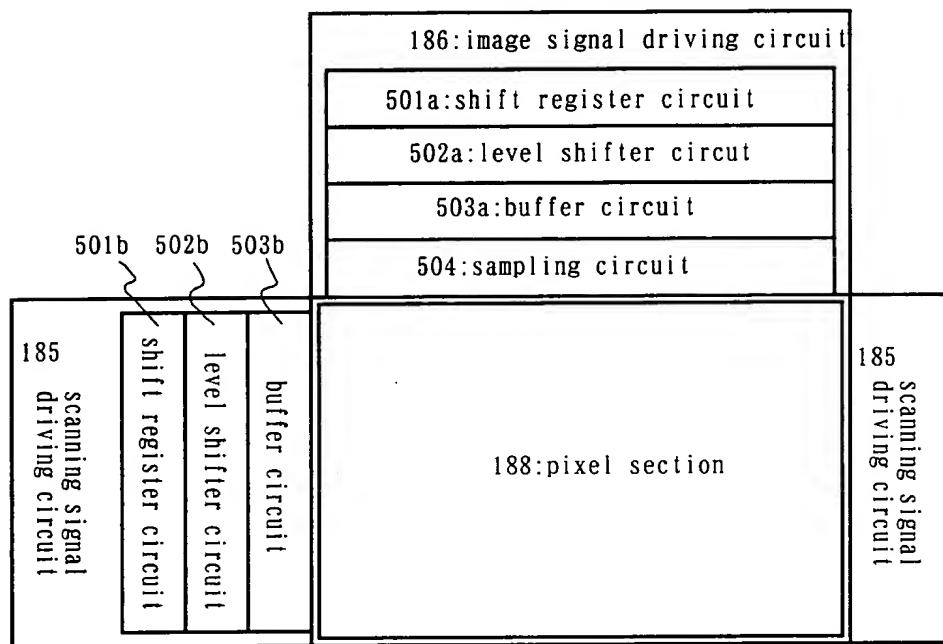 186:image signal driving circuit
501a:shift register circuit
502a:level shifter circut
503a:buffer circuit
504:sampling circuit
501b
502b
503b
185
scanning signal
driving circuit
shift register circuit
level shifter circuit
buffer circuit
188:pixel section
185
scanning signal
driving circuit